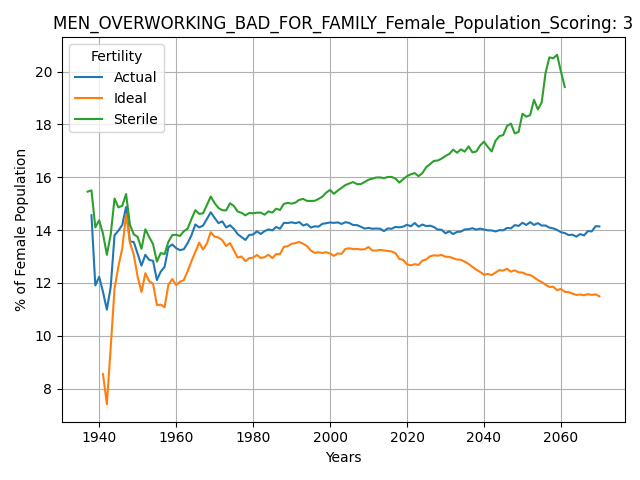 MEN_OVERWORKING_BAD_FOR_FAMILY_Female_Population_Scoring: 3
Fertility
Actual
Ideal
Sterile
% of Female Population
20
18
16
14
12
10
8
1940
1960
1980
2000
2020
2040
2060
Years